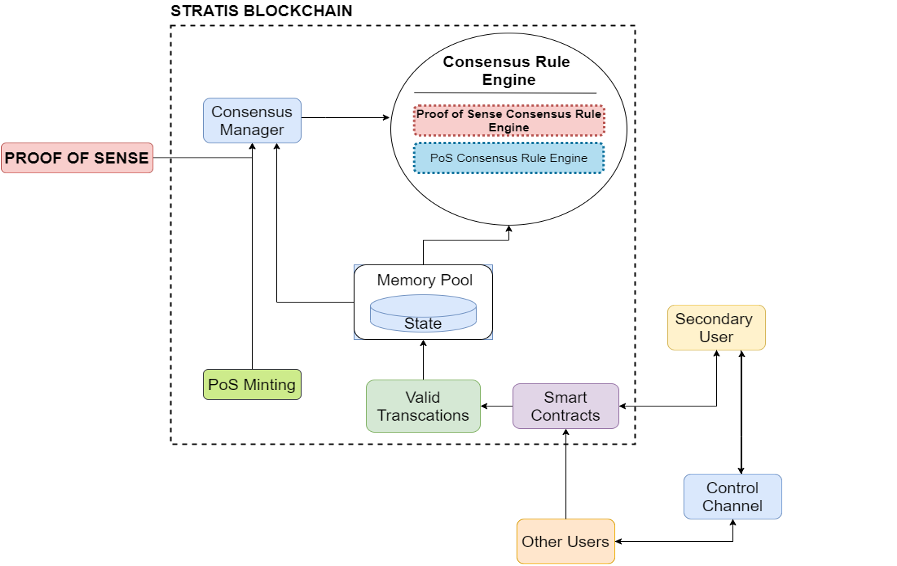 STRATIS BLOCKCHAIN
Consensus Rule
Engine
Proof of Sense Consensus Rule
Engine
PoS Consensus Rule Engine
Consensus
Manager
PROOF OF SENSE
Memory Pool
State
Secondary
User
PoS Minting
Valid
Transcations
Smart
Contracts
Control
Channel
Other Users